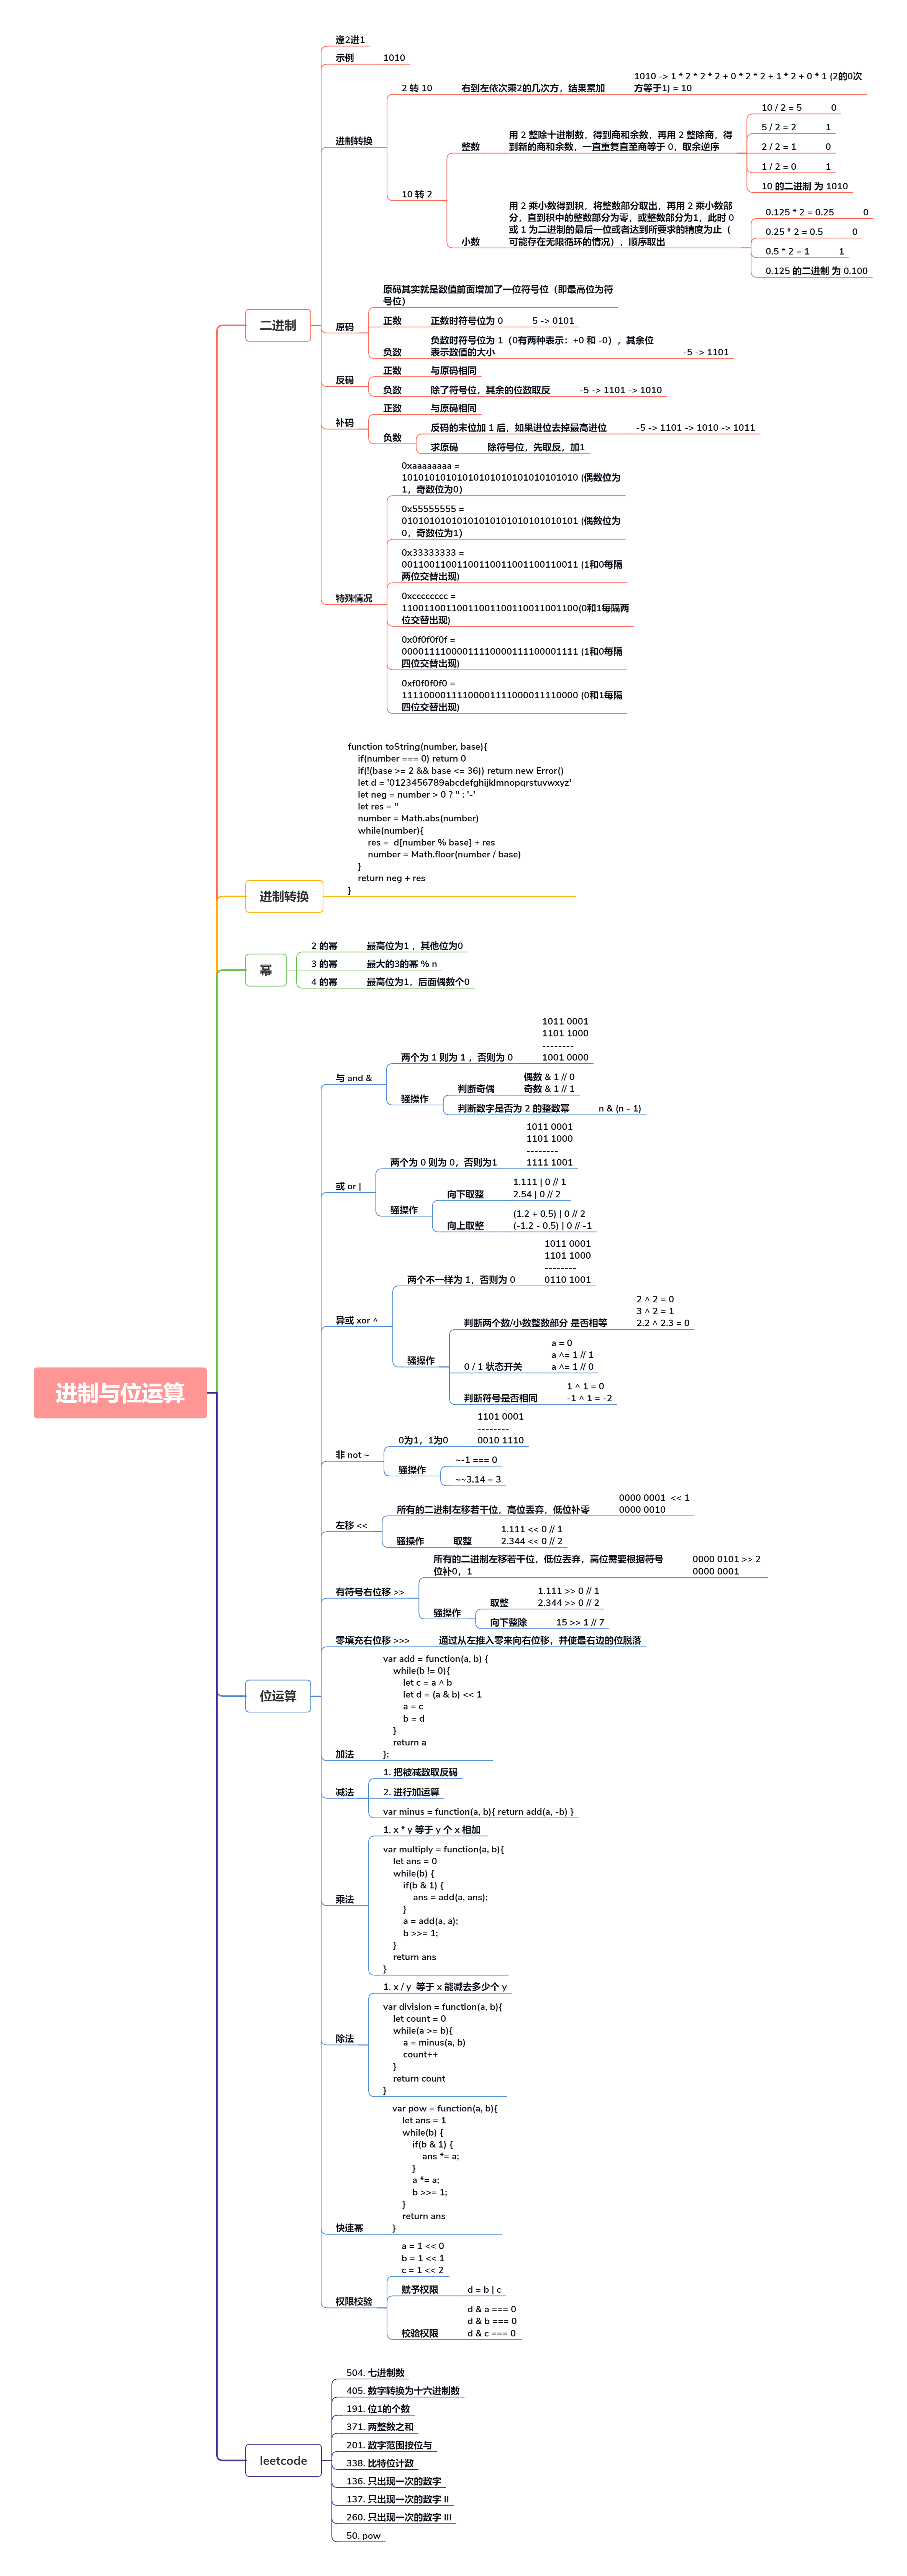 进制与位运算
二进制
逢2进1
示例
1010
进制转换
2 转 10
右到左依次乘2的几次方，结果累加
1010 -> 1 * 2 * 2 * 2 + 0 * 2 * 2 + 1 * 2 + 0 * 1 (2的0次
方等于1) = 10
10 转 2
整数
用 2 整除十进制数，得到商和余数，再用 2 整除商，得
到新的商和余数，一直重复直至商等于 0，取余逆序
10 / 2 = 5
0
5 / 2 = 2
1
2 / 2 = 1
0
1 / 2 = 0
1
10 的二进制 为 1010
小数
用 2 乘小数得到积，将整数部分取出，再用 2 乘小数部
分，直到积中的整数部分为零，或整数部分为1，此时 0
或 1 为二进制的最后一位或者达到所要求的精度为止（
可能存在无限循环的情况），顺序取出
0.125 * 2 = 0.25
0
0.25 * 2 = 0.5
0
0.5 * 2 = 1
1
0.125 的二进制 为 0.100
原码
原码其实就是数值前面增加了一位符号位（即最高位为符
号位）
正数
正数时符号位为 0
5 -> 0101
负数
负数时符号位为 1（0有两种表示：+0 和 -0），其余位
表示数值的大小
-5 -> 1101
反码
正数
与原码相同
负数
除了符号位，其余的位数取反
-5 -> 1101 -> 1010
补码
正数
与原码相同
负数
反码的末位加 1 后，如果进位去掉最高进位
-5 -> 1101 -> 1010 -> 1011
求原码
除符号位，先取反，加1
特殊情况
0xaaaaaaaa =
10101010101010101010101010101010 (偶数位为
1，奇数位为0)
0x55555555 =
01010101010101010101010101010101 (偶数位为
0，奇数位为1)
0x33333333 =
00110011001100110011001100110011 (1和0每隔
两位交替出现)
0xcccccccc =
11001100110011001100110011001100(0和1每隔两
位交替出现)
0x0f0f0f0f =
00001111000011110000111100001111 (1和0每隔
四位交替出现)
0xf0f0f0f0 =
11110000111100001111000011110000 (0和1每隔
四位交替出现)
进制转换
function toString(number, base){
if(number === 0) return 0
if(!(base >= 2 && base <= 36)) return new Error()
let d = '0123456789abcdefghijklmnopqrstuvwxyz'
let neg = number > 0 ? '' : '-'
let res = ''
number = Math.abs(number)
while(number){
res =  d[number % base] + res
number = Math.floor(number / base)
}
return neg + res
}
幂
2 的幂
最高位为1 ，其他位为0
3 的幂
最大的3的幂 % n
4 的幂
最高位为1，后面偶数个0
位运算
与 and &
两个为 1 则为 1 ，否则为 0
1011 0001
1101 1000
--------
1001 0000
骚操作
判断奇偶
偶数 & 1 // 0
奇数 & 1 // 1
判断数字是否为 2 的整数幂
n & (n - 1)
或 or |
两个为 0 则为 0，否则为1
1011 0001
1101 1000
--------
1111 1001
骚操作
向下取整
1.111 | 0 // 1
2.54 | 0 // 2
向上取整
(1.2 + 0.5) | 0 // 2
(-1.2 - 0.5) | 0 // -1
异或 xor ^
两个不一样为 1，否则为 0
1011 0001
1101 1000
--------
0110 1001
骚操作
判断两个数/小数整数部分 是否相等
2 ^ 2 = 0
3 ^ 2 = 1
2.2 ^ 2.3 = 0
0 / 1 状态开关
a = 0
a ^= 1 // 1
a ^= 1 // 0
判断符号是否相同
1 ^ 1 = 0
-1 ^ 1 = -2
非 not ~
0为1，1为0
1101 0001
--------
0010 1110
骚操作
~-1 === 0
~~3.14 = 3
左移 <<
所有的二进制左移若干位，高位丢弃，低位补零
0000 0001  << 1
0000 0010
骚操作
取整
1.111 << 0 // 1
2.344 << 0 // 2
有符号右位移 >>
所有的二进制左移若干位，低位丢弃，高位需要根据符号
位补0，1
0000 0101 >> 2
0000 0001
骚操作
取整
1.111 >> 0 // 1
2.344 >> 0 // 2
向下整除
15 >> 1 // 7
零填充右位移 >>>
通过从左推入零来向右位移，并使最右边的位脱落
加法
var add = function(a, b) {
while(b != 0){
let c = a ^ b
let d = (a & b) << 1
a = c
b = d
}
return a
};
减法
1. 把被减数取反码
2. 进行加运算
var minus = function(a, b){ return add(a, -b) }
乘法
1. x * y 等于 y 个 x 相加
var multiply = function(a, b){
let ans = 0
while(b) {
if(b & 1) {
ans = add(a, ans);
}
a = add(a, a);
b >>= 1;
}
return ans
}
除法
1. x / y  等于 x 能减去多少个 y
var division = function(a, b){
let count = 0
while(a >= b){
a = minus(a, b)
count++
}
return count
}
快速幂
var pow = function(a, b){
let ans = 1
while(b) {
if(b & 1) {
ans *= a;
}
a *= a;
b >>= 1;
}
return ans
}
权限校验
a = 1 << 0
b = 1 << 1
c = 1 << 2
赋予权限
d = b | c
校验权限
d & a === 0
d & b === 0
d & c === 0
leetcode
504. 七进制数
405. 数字转换为十六进制数
191. 位1的个数
371. 两整数之和
201. 数字范围按位与
338. 比特位计数
136. 只出现一次的数字
137. 只出现一次的数字 II
260. 只出现一次的数字 III
50. pow